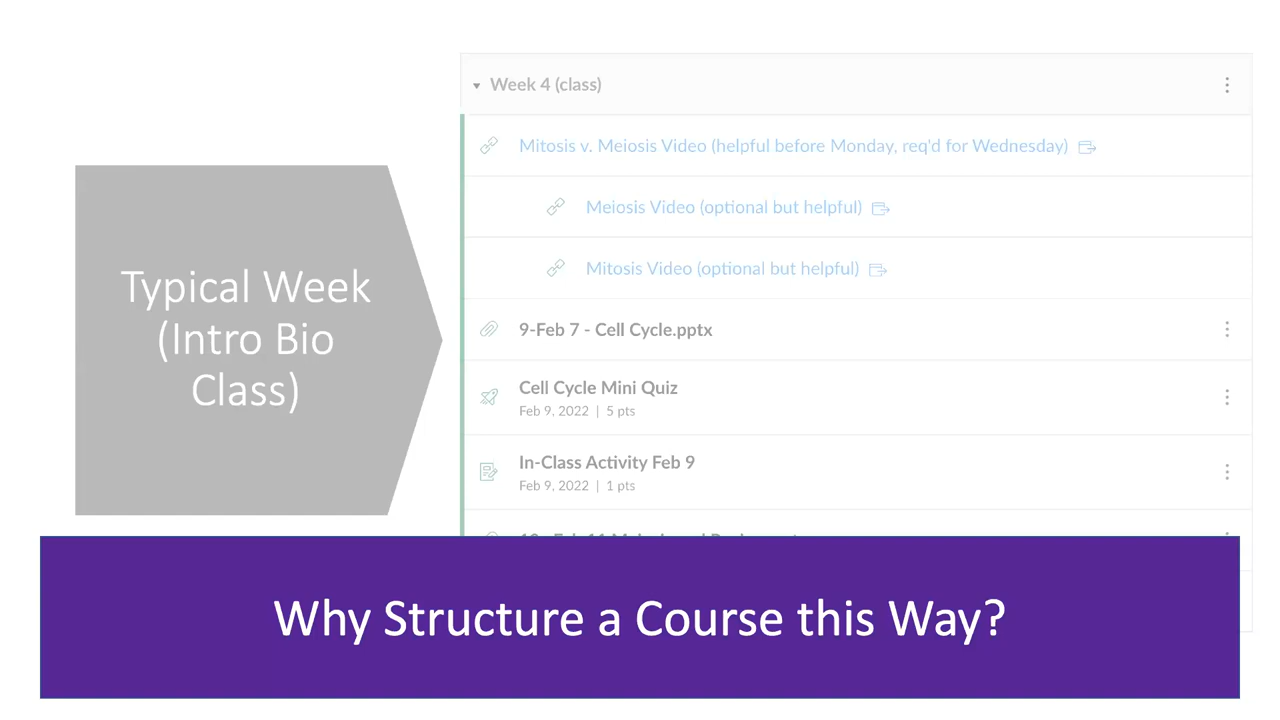 Week 4 (class)
Mitosis v. Meiosis Video (helpful before Monday, req'd for Wednesday)
Meiosis Video (optional but helpful)
Mitosis Video (optional but helpful)
Typical Week
(Intro Bio
Class)
9-Feb 7 - Cell Cycle.pptx
Cell Cycle Mini Quiz
Feb 9, 2022 | 5 pts
In-Class Activity Feb 9
Feb 9, 2022 | 1 pts
Why Structure a Course this Way?